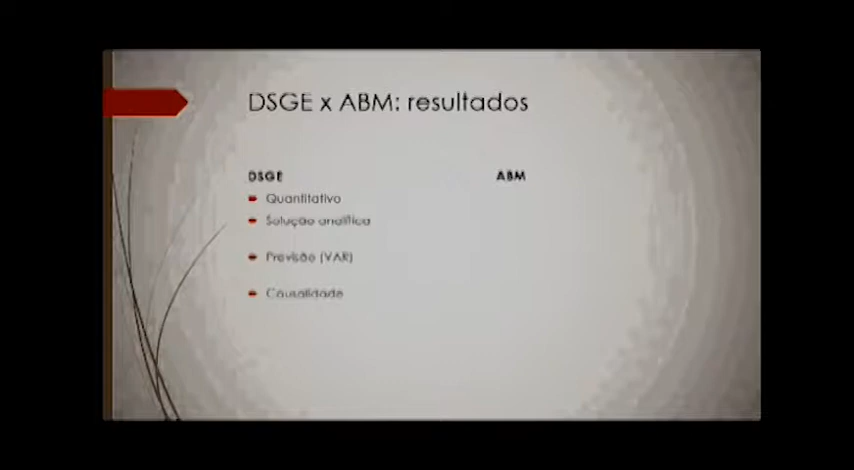 DSGE x ABM: resultados
DSGE
Quantitativo
Solução analítica
Previsão (VAR)
Causalidade
ABM